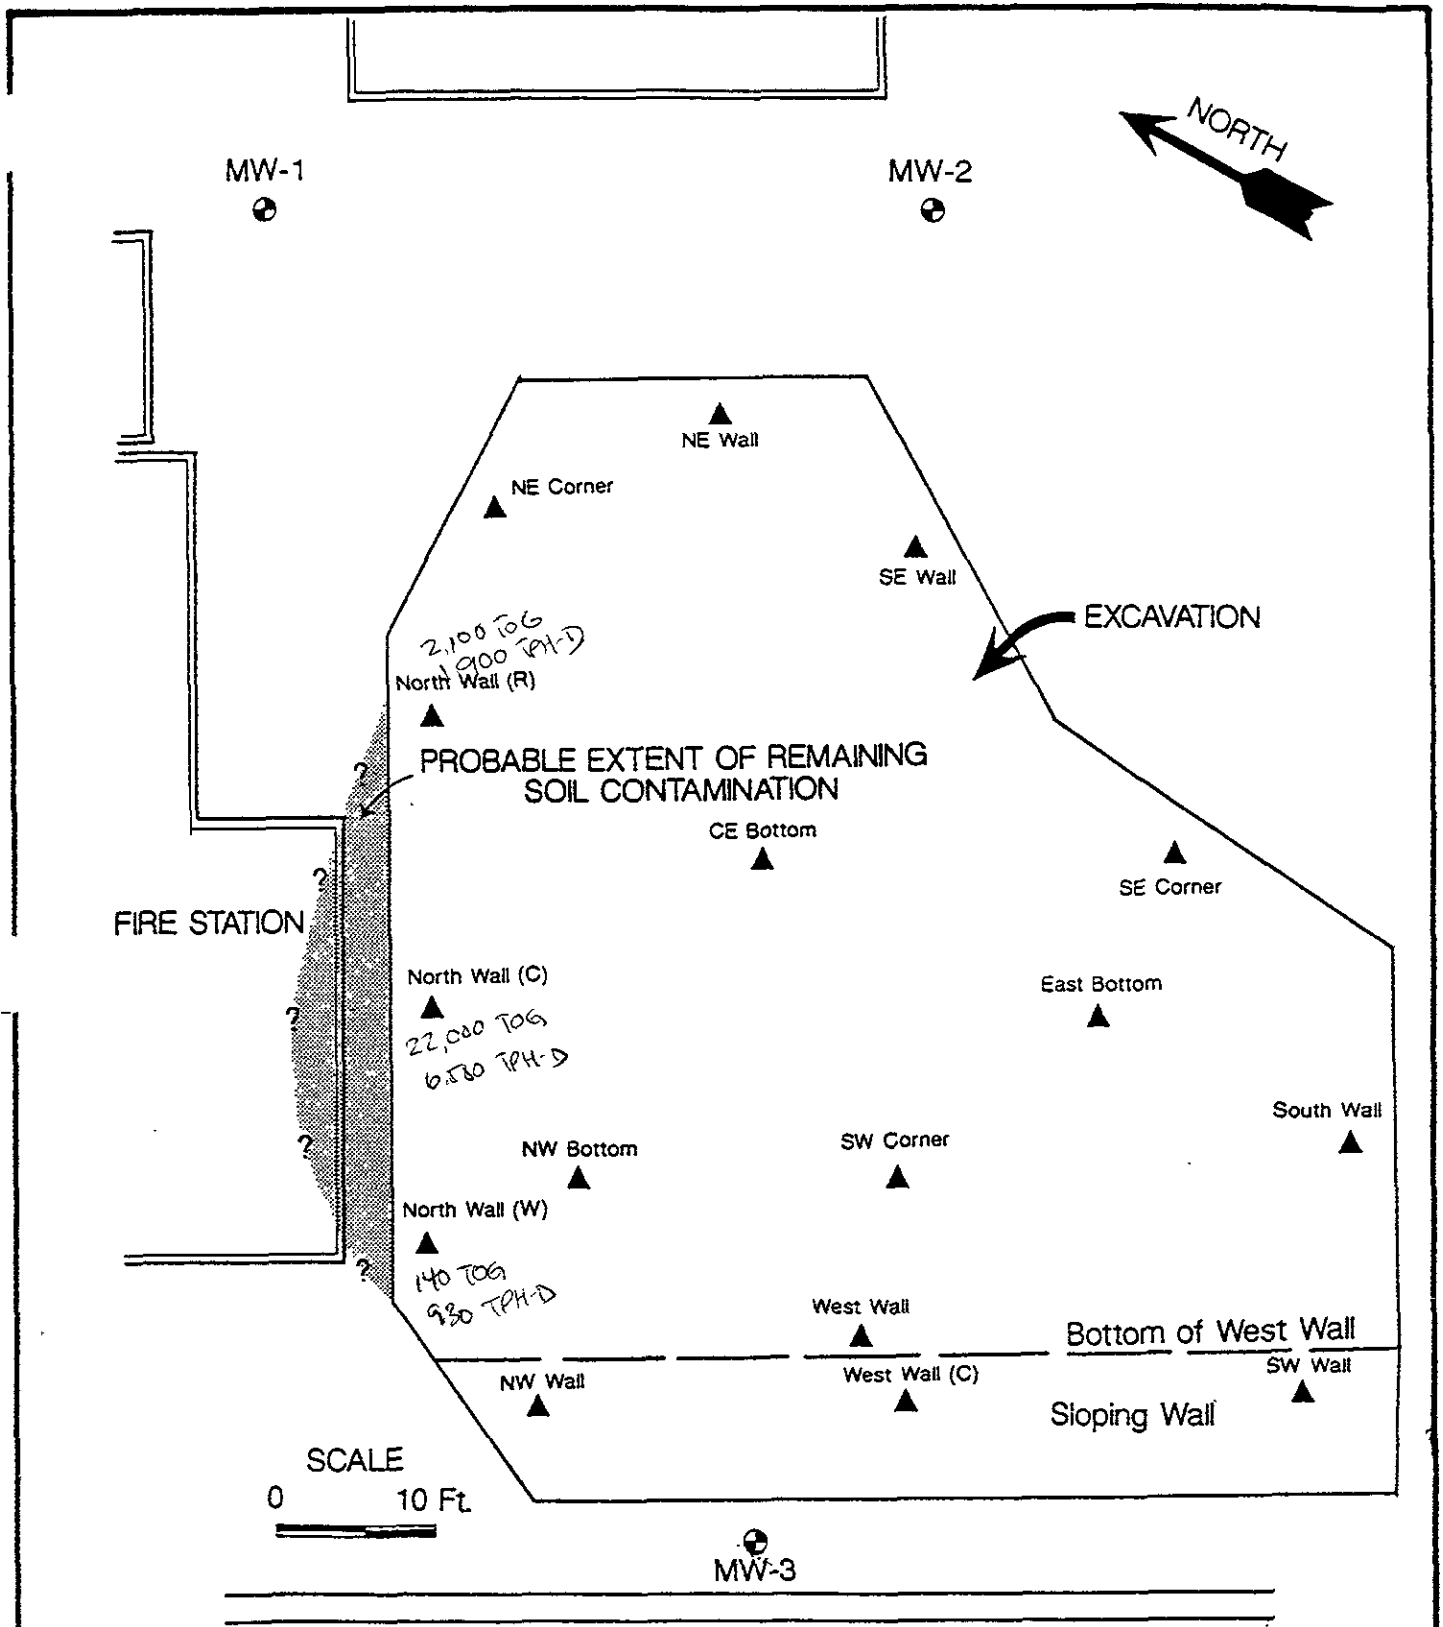 NORTH
MW-1
MW-2
NE Wall
NE Corner
SE Wall
EXCAVATION
2,100 TOG
1,900 TPH-D
North Wall (R)
PROBABLE EXTENT OF REMAINING
SOIL CONTAMINATION
?
CE Bottom
?
SE Corner
FIRE STATION
North Wall (C)
East Bottom
?
22,000 TOG
TPH-D
South Wall
?
NW Bottom
SW Corner
North Wall (W)
?
140 TOG
930 TPH-D
West Wall
Bottom of West Wall
NW Wall
West Wall (C)
SW Wall
Sloping Wall
SCALE
0 10 Ft.
MW-3